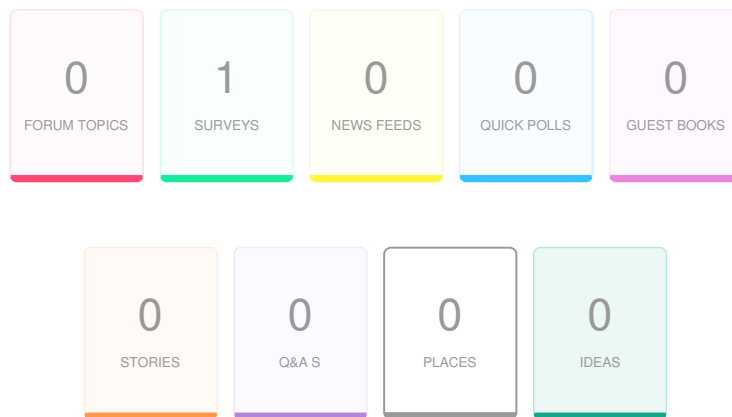 0 1 0 0 0
FORUM TOPICS SURVEYS NEWS FEEDS QUICK POLLS GUEST BOOKS
0 0 0 0
STORIES Q&A S PLACES IDEAS